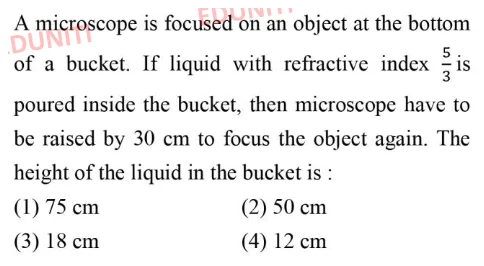 A microscope is focused on an object at the bottom
of a bucket. If liquid with refractive index 5/3 is
poured inside the bucket, then microscope have to
be raised by 30 cm to focus the object again. The
height of the liquid in the bucket is :
(1) 75 cm (2) 50 cm
(3) 18 cm (4) 12 cm